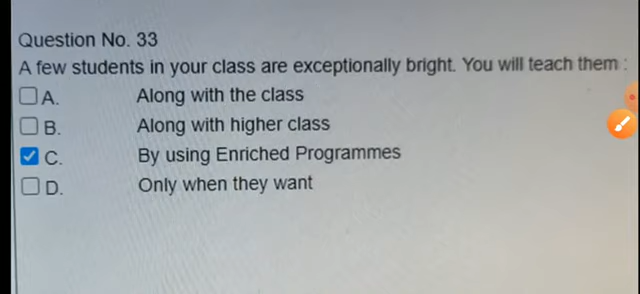 Question No. 33
A few students in your class are exceptionally bright. You will teach them :
A. Along with the class
B. Along with higher class
C. By using Enriched Programmes
D. Only when they want